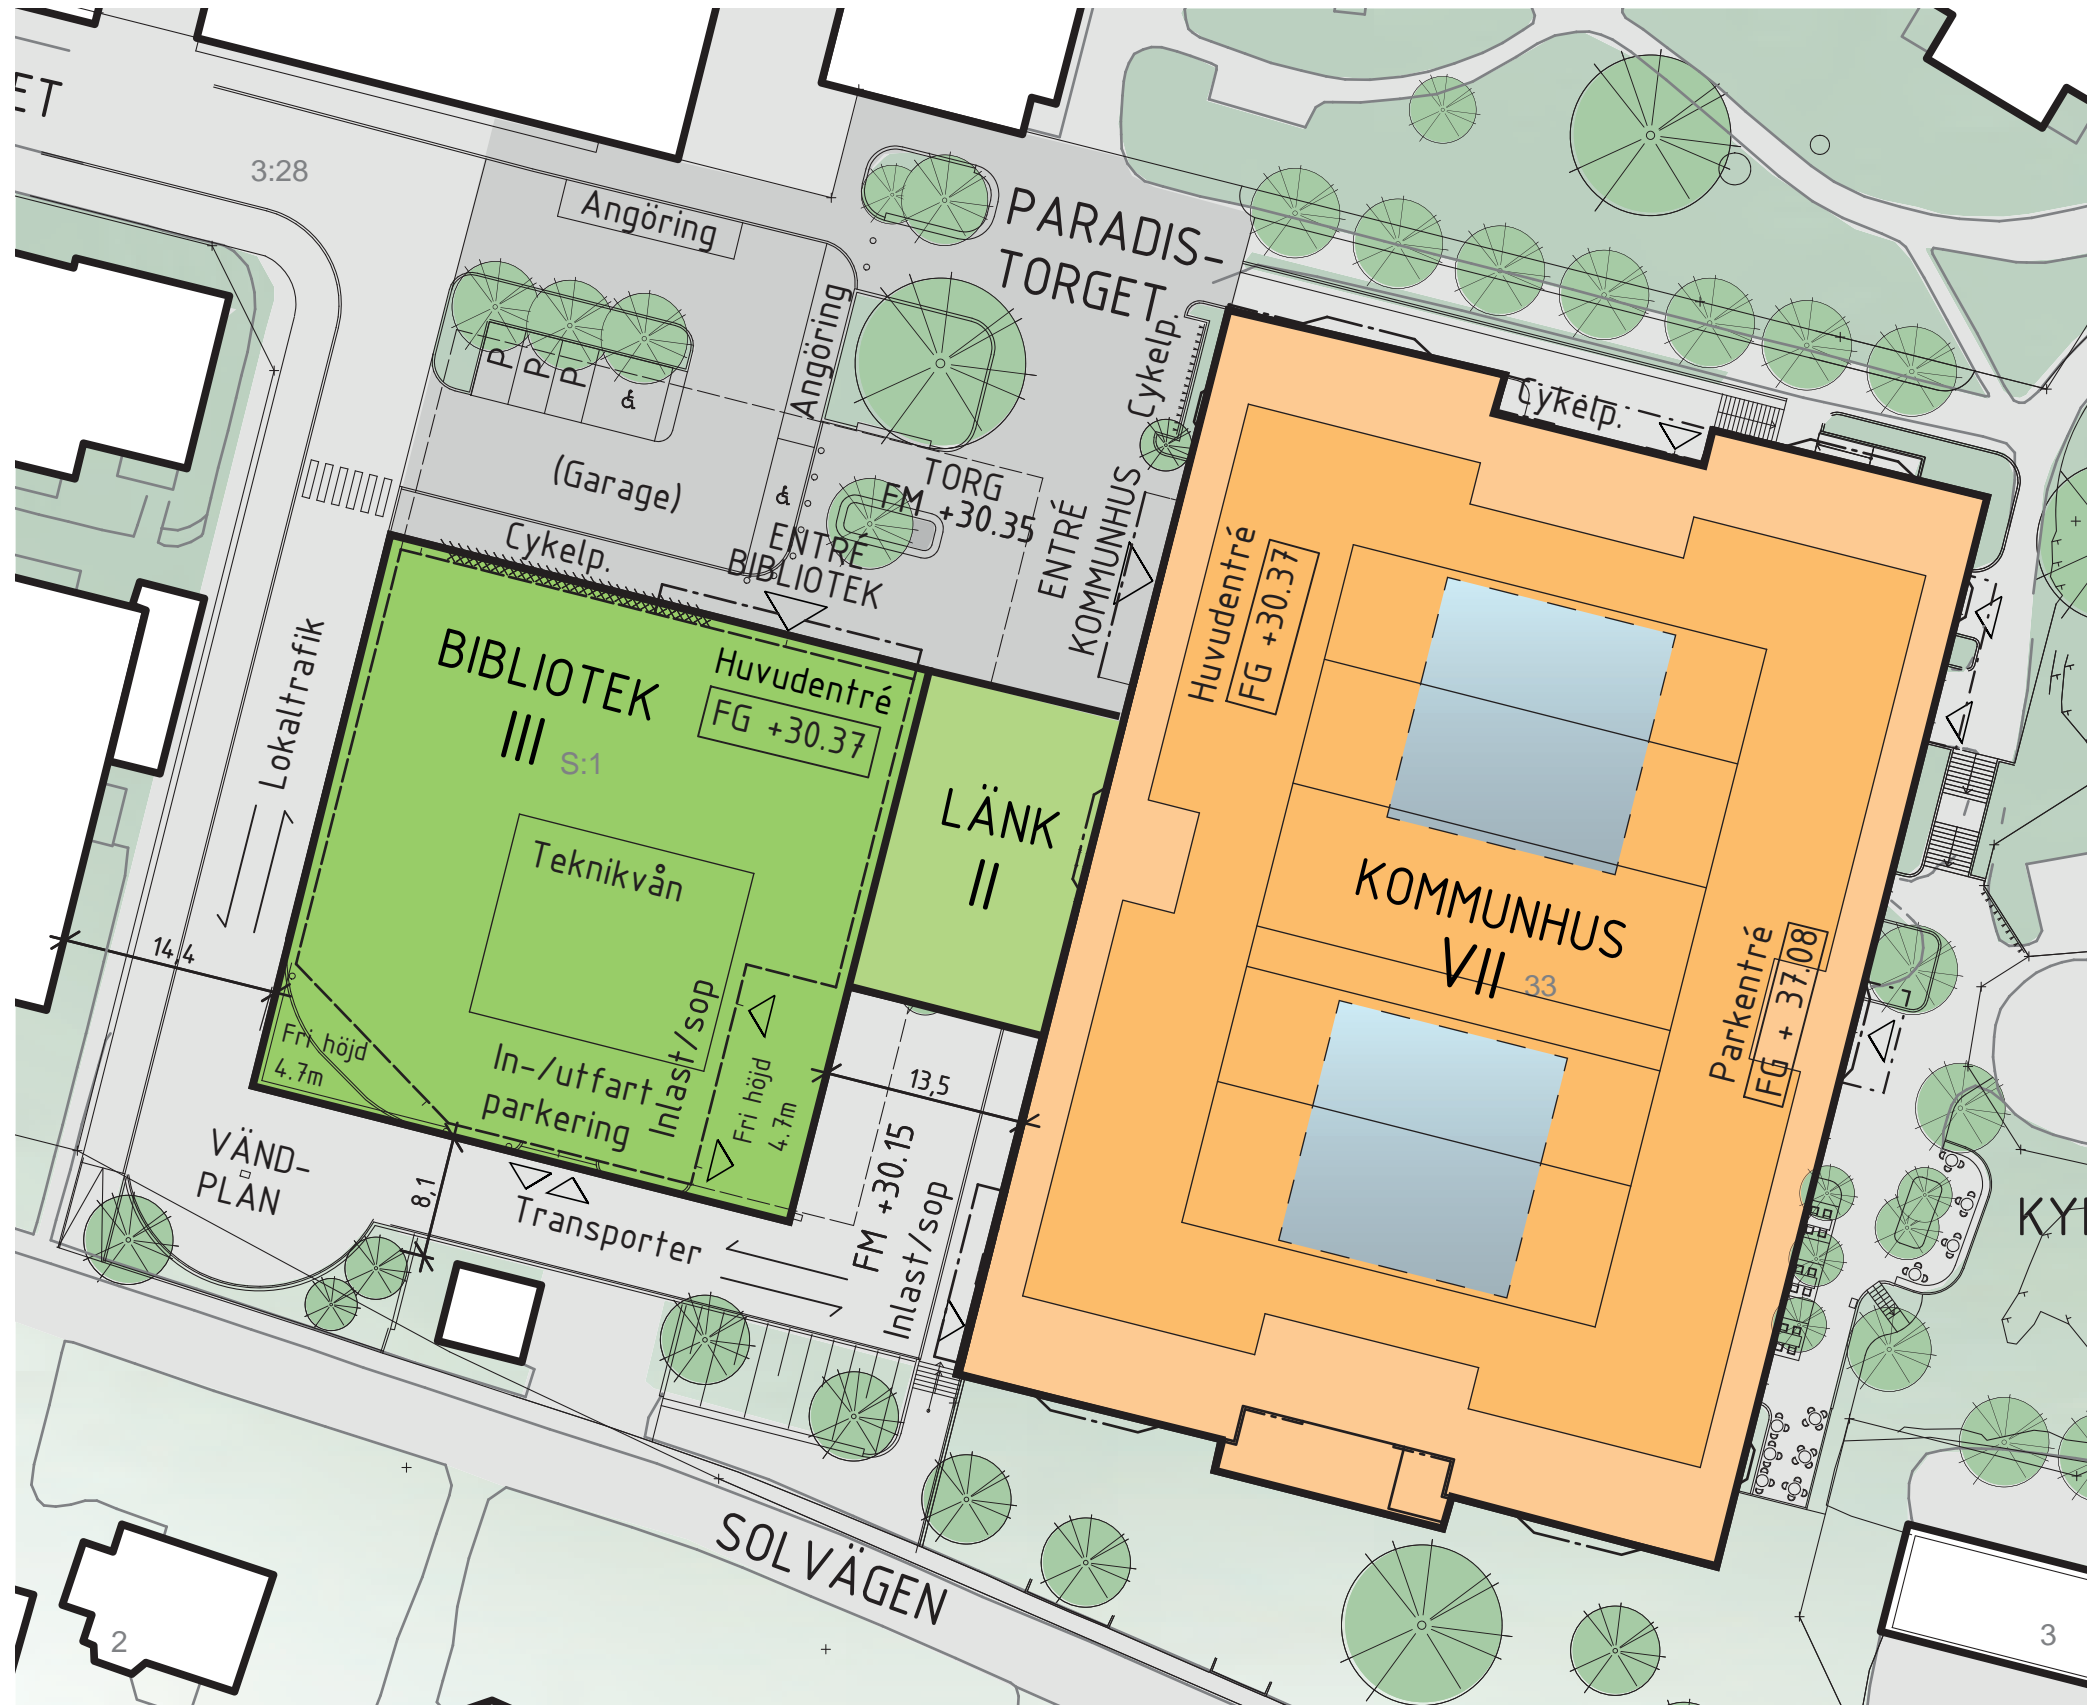 ET
3:28
Angöring
PARADIS-
TORGET
Angöring
Cykelp.
P
P
P
(Garage)
Cykelp.
TORG
FM +30.35
ENTRÉ
BIBLIOTEK
ENTRÉ
KOMMUNHUS
Cykelp.
Huvudentré
FG +30.37
BIBLIOTEK
III
S:1
Huvudentré
FG +30.37
Lokaltrafik
LÄNK
II
Teknikvån
KOMMUNHUS
VII
33
Parkentré
FG + 37.08
14,4
Fri höjd
4.7m
In-/utfart
parkering
Inlast/sop
Fri höjd
4.7m
13,5
FM +30.15
Inlast/sop
VÄND-
PLAN
8,1
Transporter
KY
SOLVÄGEN
2
3